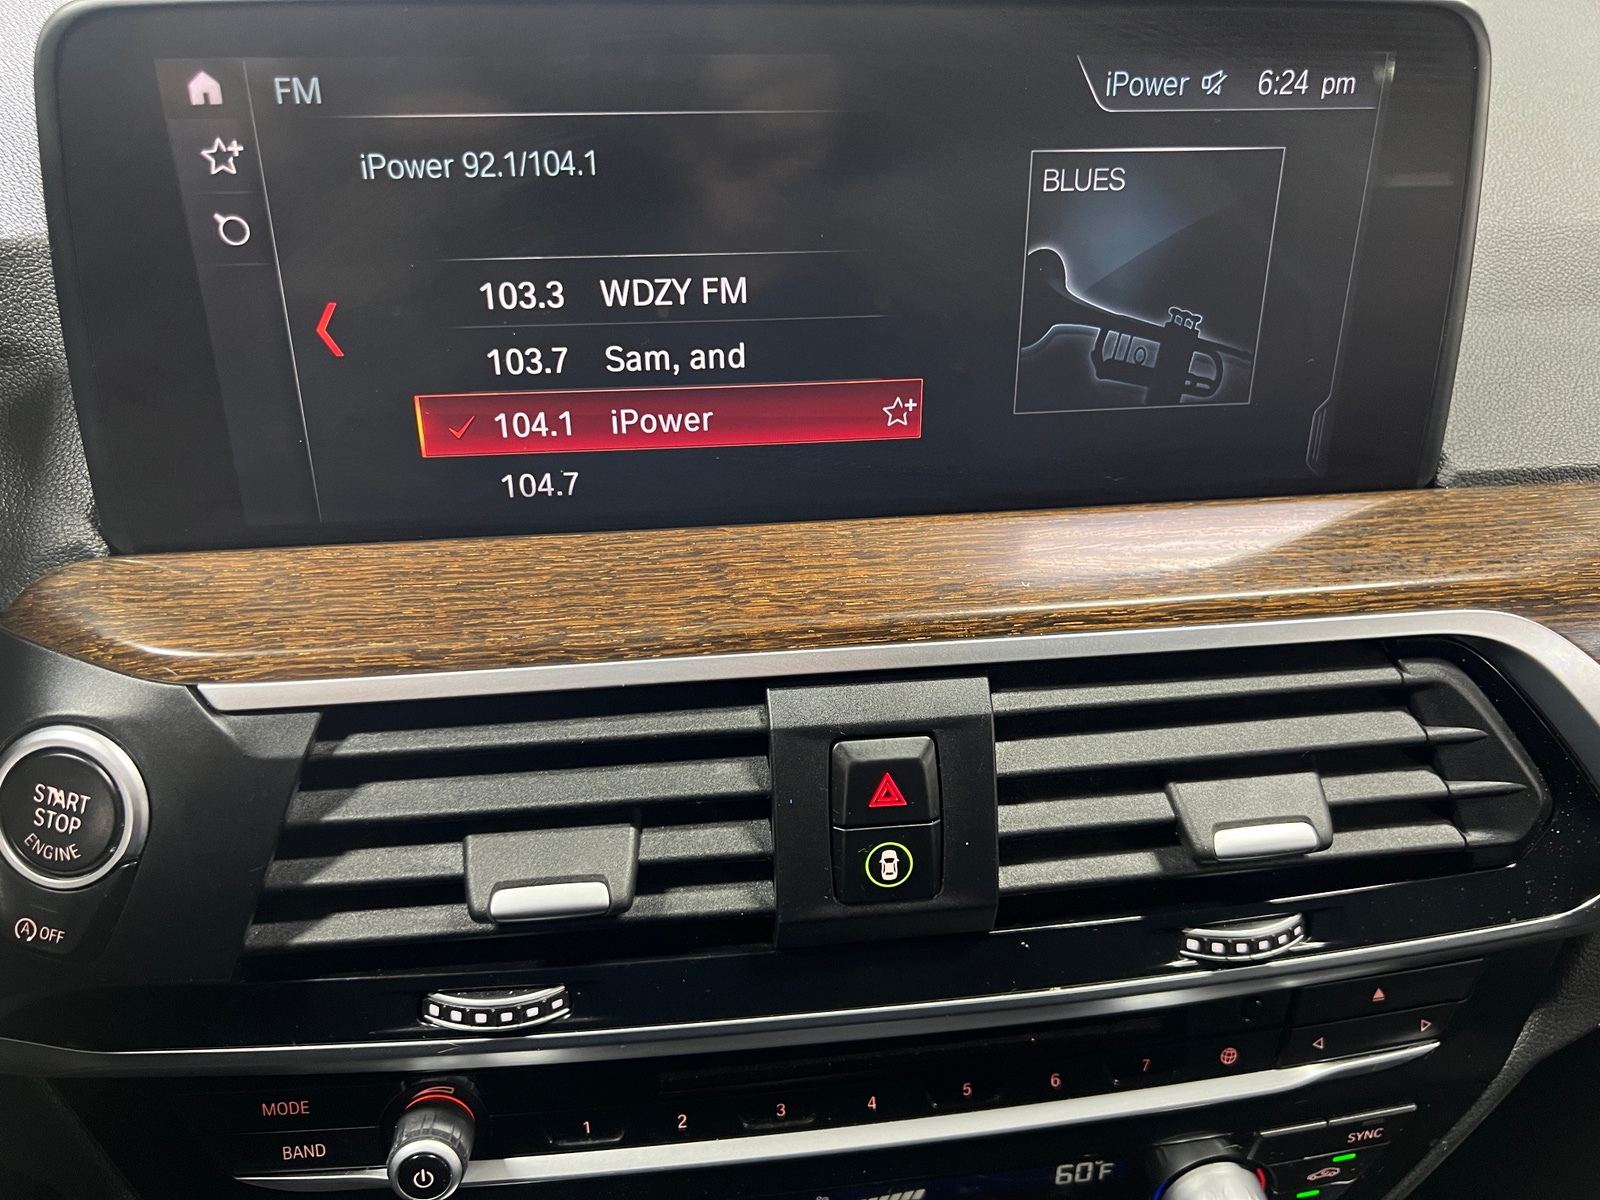 FM
iPower 6:24 pm
iPower 92.1/104.1
BLUES
103.3 WDZY FM
103.7 Sam, and
104.1 iPower
104.7
START
STOP
ENGINE
A OFF
MODE
BAND
1 2 3 4 5 6 7
SYNC
60°F